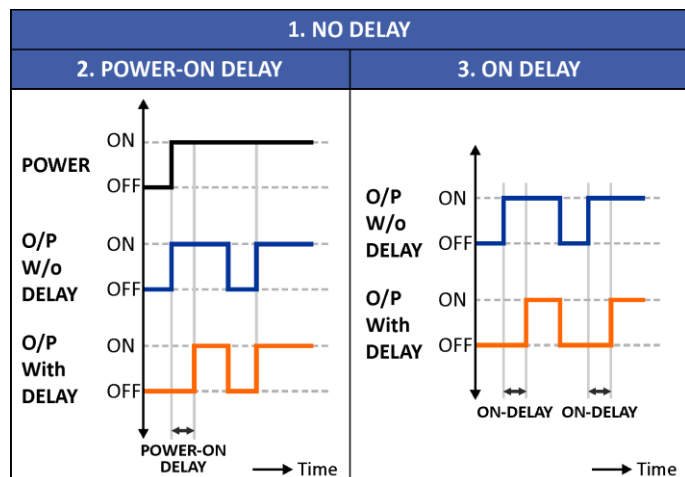 1. NO DELAY
2. POWER-ON DELAY
3. ON DELAY
POWER
ON
OFF
O/P
W/o
DELAY
ON
OFF
O/P
With
DELAY
ON
OFF
POWER-ON
DELAY
Time
O/P
W/o
DELAY
ON
OFF
O/P
With
DELAY
ON
OFF
ON-DELAY
ON-DELAY
Time